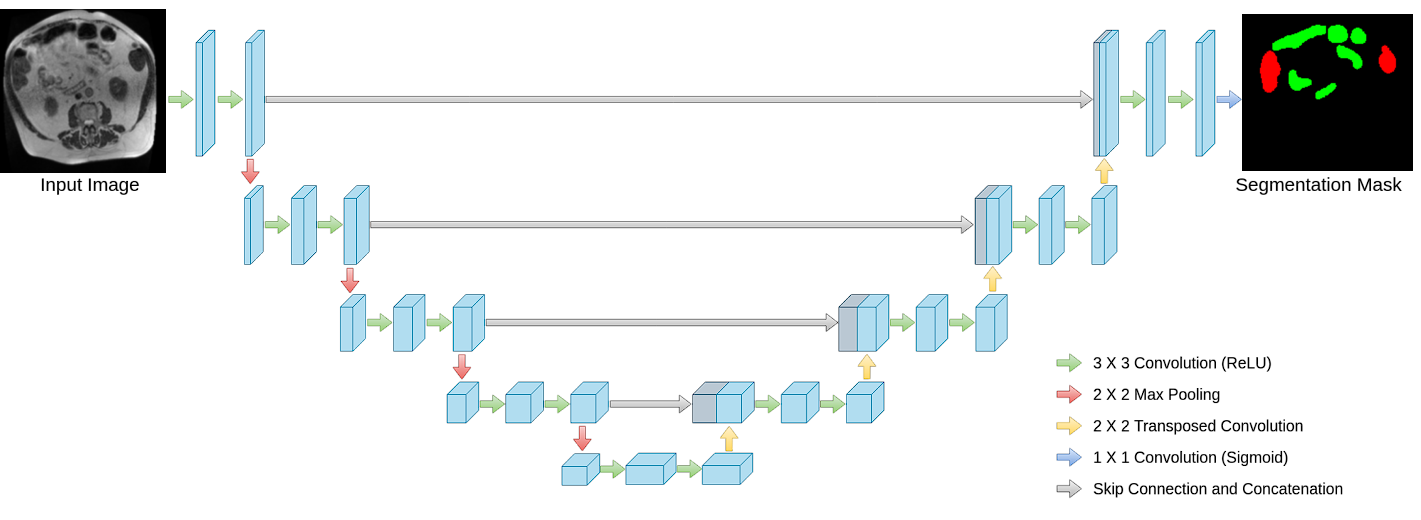 Input Image
Segmentation Mask
3 X 3 Convolution (ReLU)
2 X 2 Max Pooling
2 X 2 Transposed Convolution
1 X 1 Convolution (Sigmoid)
Skip Connection and Concatenation